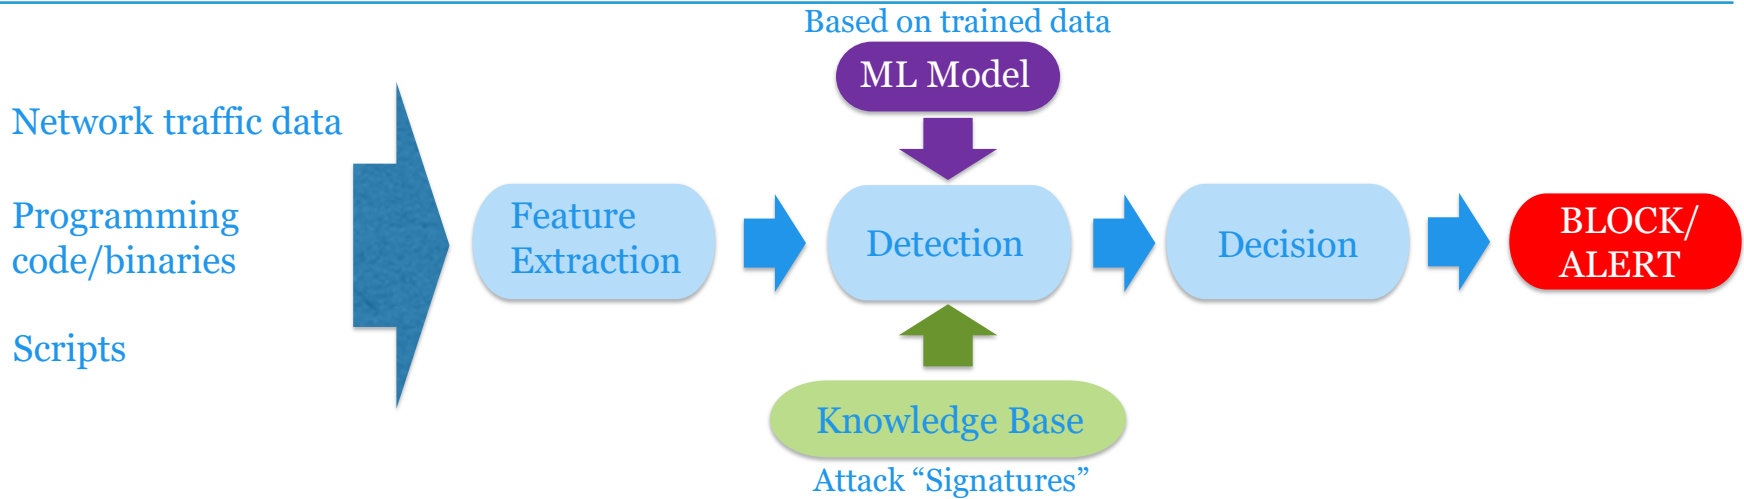 Based on trained data
ML Model
Network traffic data
Programming
code/binaries
Scripts
Feature
Extraction
Detection
Decision
BLOCK/
ALERT
Knowledge Base
Attack “Signatures”